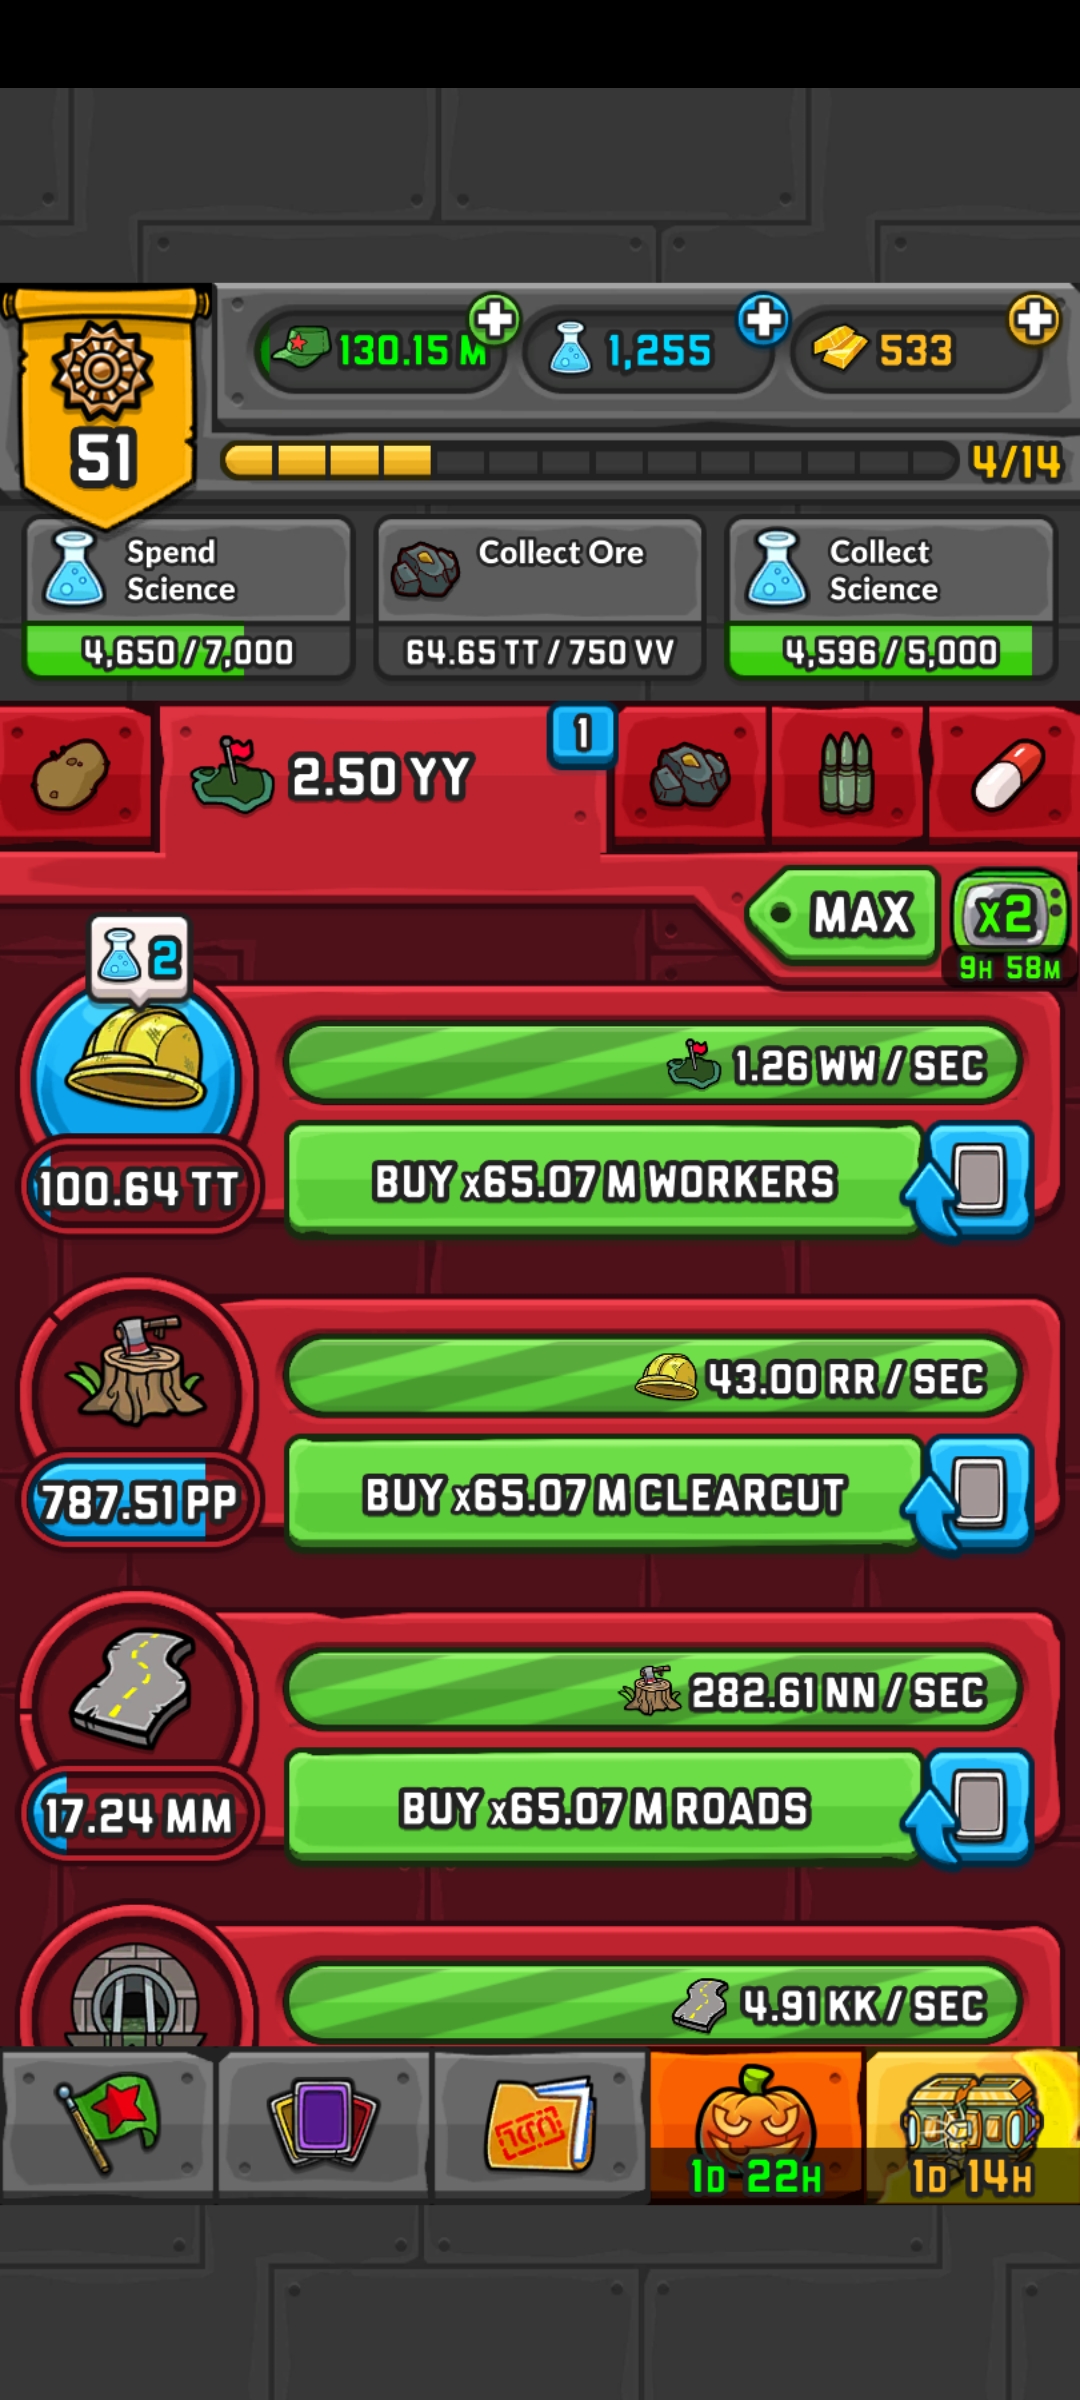 130.15 M
1,255
533
51
4/14
Spend
Science
4,650/7,000
Collect Ore
64.65 TT/750 VV
Collect
Science
4,596/5,000
2.50 YY
1
MAX
x2
9H 58M
2
1.26 WW/SEC
100.64 TT
BUY x65.07 M WORKERS
43.00 RR/SEC
787.51 PP
BUY x65.07 M CLEARCUT
282.61 NN/SEC
17.24 MM
BUY x65.07 M ROADS
4.91 KK/SEC
1D 22H
1D 14H